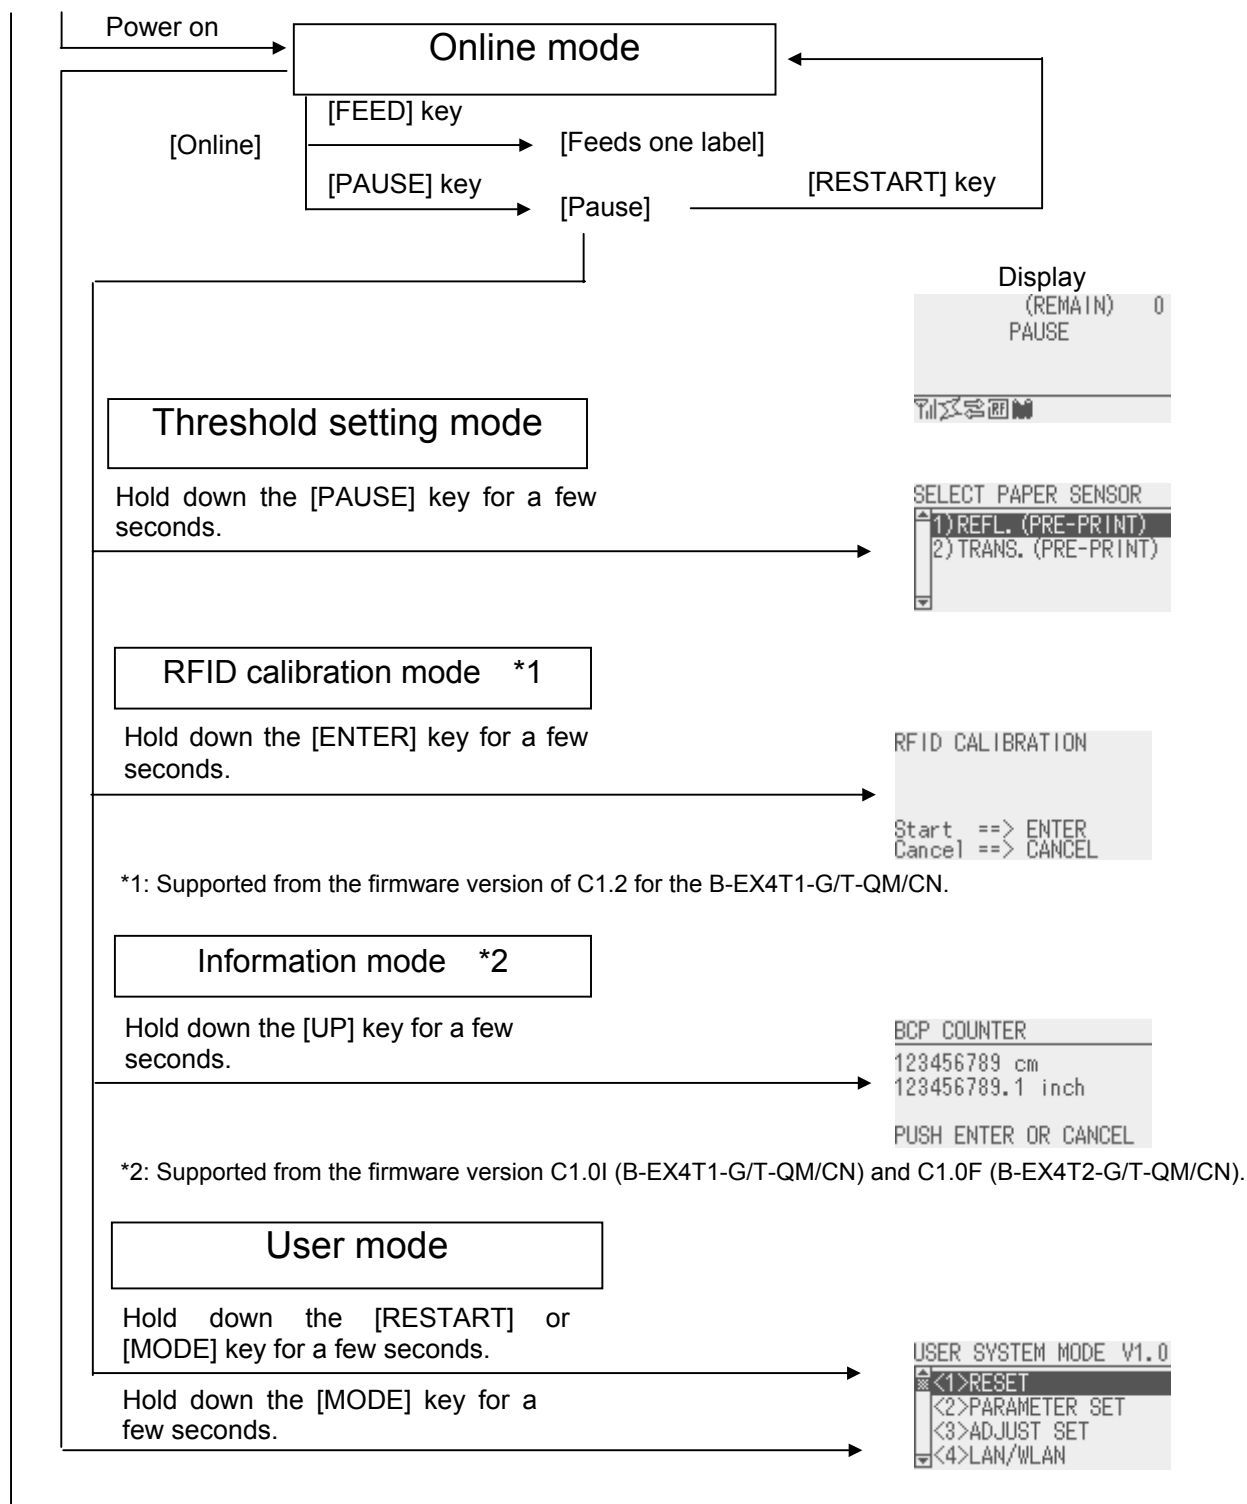 Power on
Online mode
[FEED] key
[Online]
[Feeds one label]
[PAUSE] key
[RESTART] key
[Pause]
Display
(REMAIN) 0
PAUSE
RF
Threshold setting mode
Hold down the [PAUSE] key for a few
seconds.
SELECT PAPER SENSOR
1)REFL.(PRE-PRINT)
2)TRANS.(PRE-PRINT)
RFID calibration mode *1
Hold down the [ENTER] key for a few
seconds.
RFID CALIBRATION
Start ==> ENTER
Cancel ==> CANCEL
*1: Supported from the firmware version of C1.2 for the B-EX4T1-G/T-QM/CN.
Information mode *2
Hold down the [UP] key for a few
seconds.
BCP COUNTER
123456789 cm
123456789.1 inch
PUSH ENTER OR CANCEL
*2: Supported from the firmware version C1.0I (B-EX4T1-G/T-QM/CN) and C1.0F (B-EX4T2-G/T-QM/CN).
User mode
Hold down the [RESTART] or
[MODE] key for a few seconds.
Hold down the [MODE] key for a
few seconds.
USER SYSTEM MODE V1.0
<1>RESET
<2>PARAMETER SET
<3>ADJUST SET
<4>LAN/WLAN